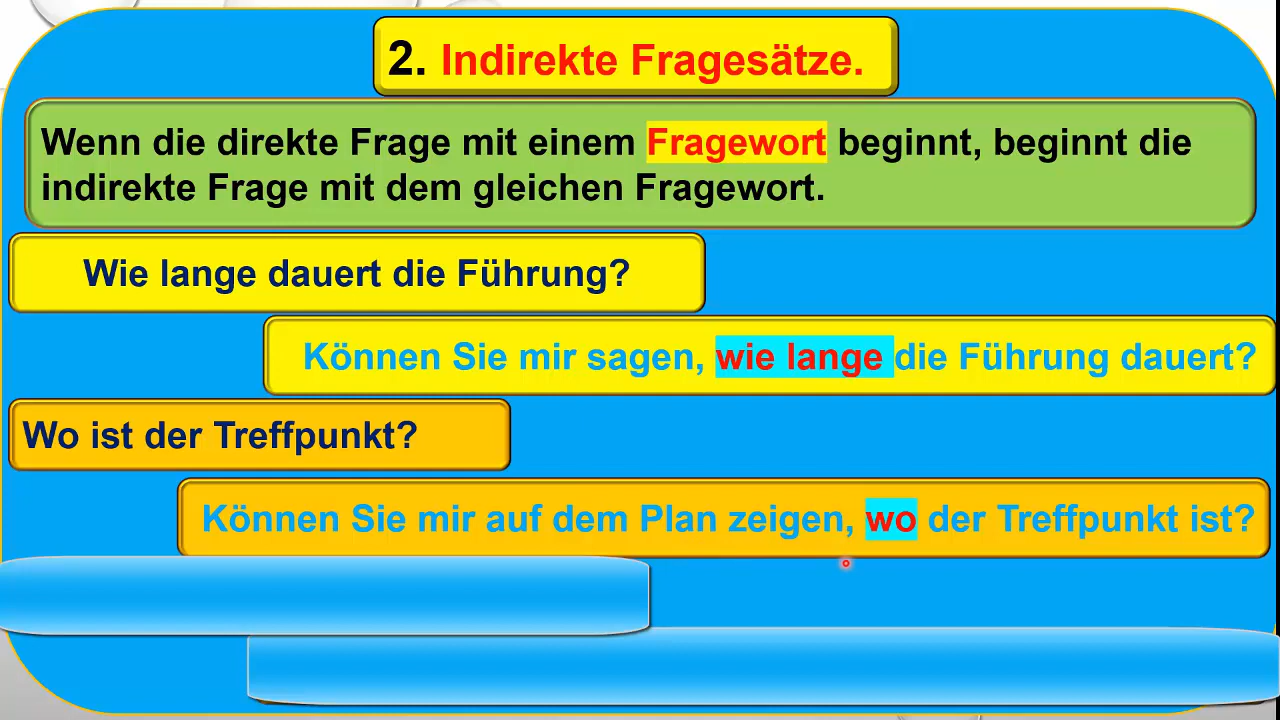 2. Indirekte Fragesätze.
Wenn die direkte Frage mit einem Fragewort beginnt, beginnt die
indirekte Frage mit dem gleichen Fragewort.
Wie lange dauert die Führung?
Können Sie mir sagen, wie lange die Führung dauert?
Wo ist der Treffpunkt?
Können Sie mir auf dem Plan zeigen, wo der Treffpunkt ist?